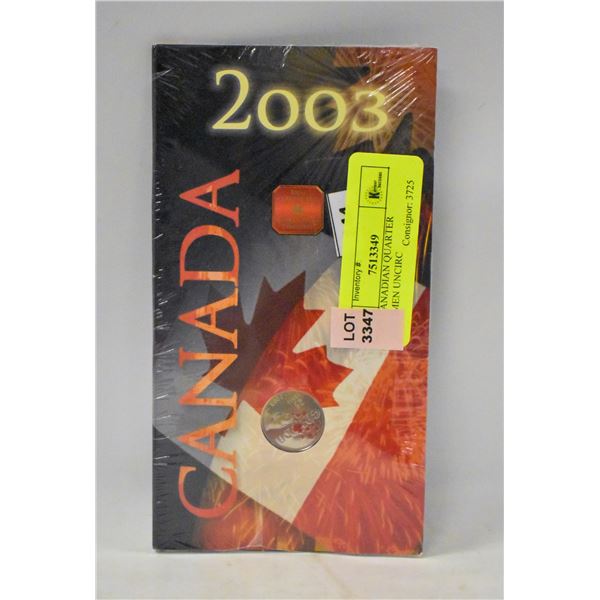 2003
CANADA
Inventory #:
7513349
ANADIAN QUARTER
MEN UNCIRC
Consignor: 3725
LOT
3347